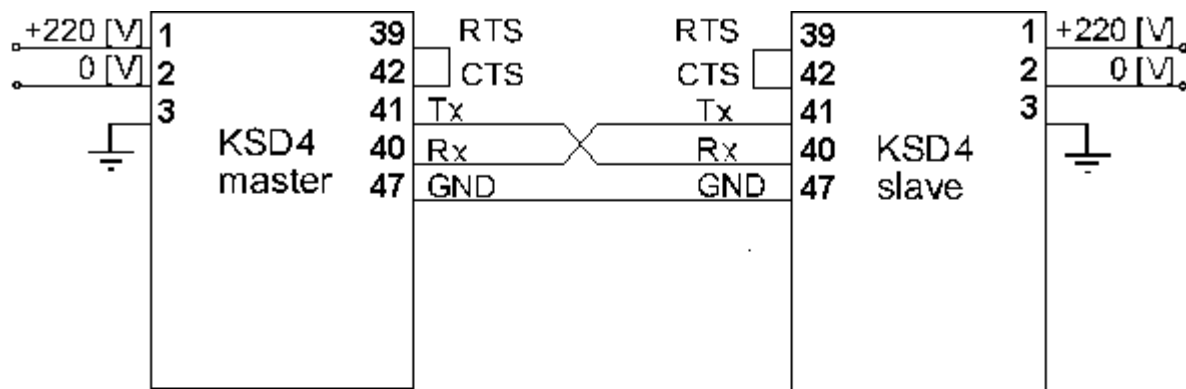 +220 [V] 1 39 RTS RTS 39 1 +220 [V]
0 [V] 2 42 CTS CTS 42 2 0 [V]
3 41 Tx Tx 41 3
KSD4 40 Rx Rx 40 KSD4
master 47 GND GND 47 slave